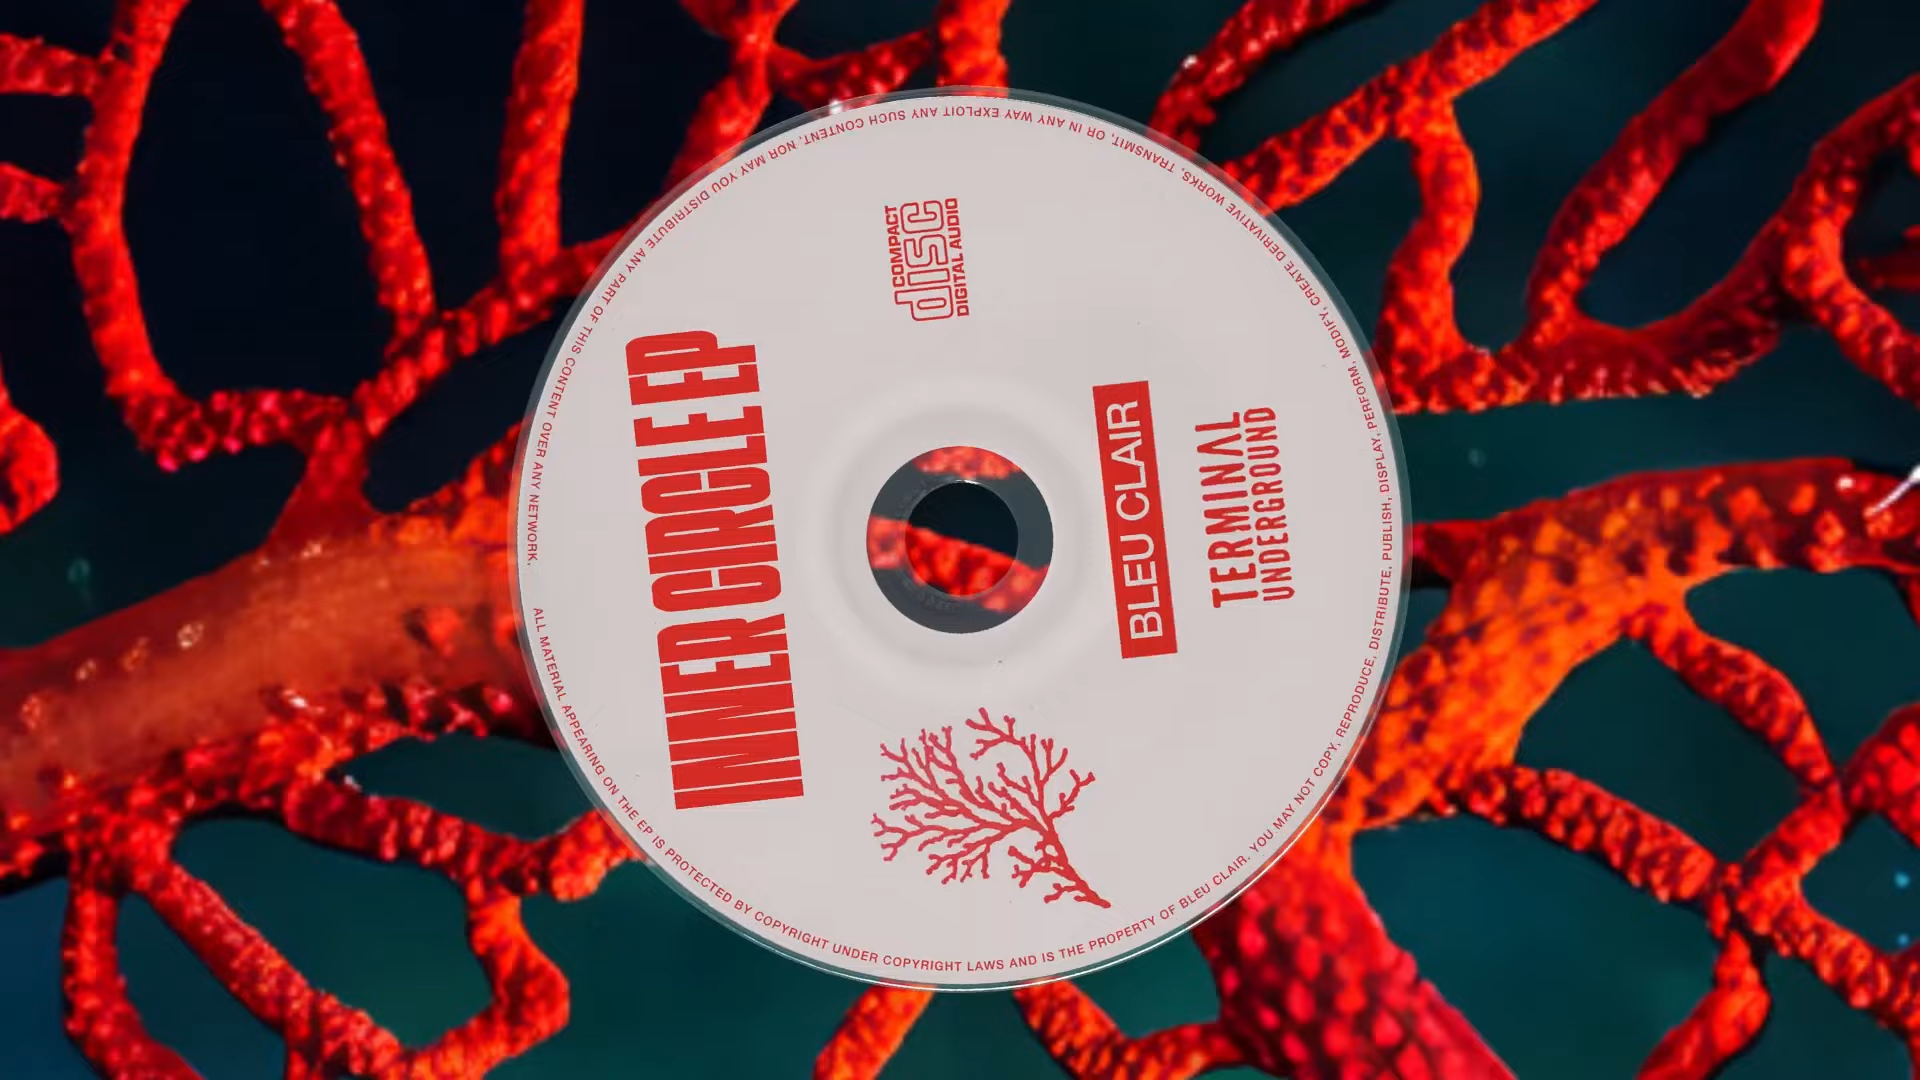 INNER CIRCLE EP
COMPACT
disc
DIGITAL AUDIO
BLEU CLAIR
TERMINAL
UNDERGROUND
ALL MATERIAL APPEARING ON THE EP IS PROTECTED BY COPYRIGHT UNDER COPYRIGHT LAWS AND IS THE PROPERTY OF BLEU CLAIR. YOU MAY NOT COPY, REPRODUCE, DISTRIBUTE, PUBLISH, DISPLAY, PERFORM, MODIFY, CREATE DERIVATIVE WORKS, TRANSMIT, OR IN ANY WAY EXPLOIT ANY SUCH CONTENT, NOR MAY YOU DISTRIBUTE ANY PART OF THIS CONTENT OVER ANY NETWORK.